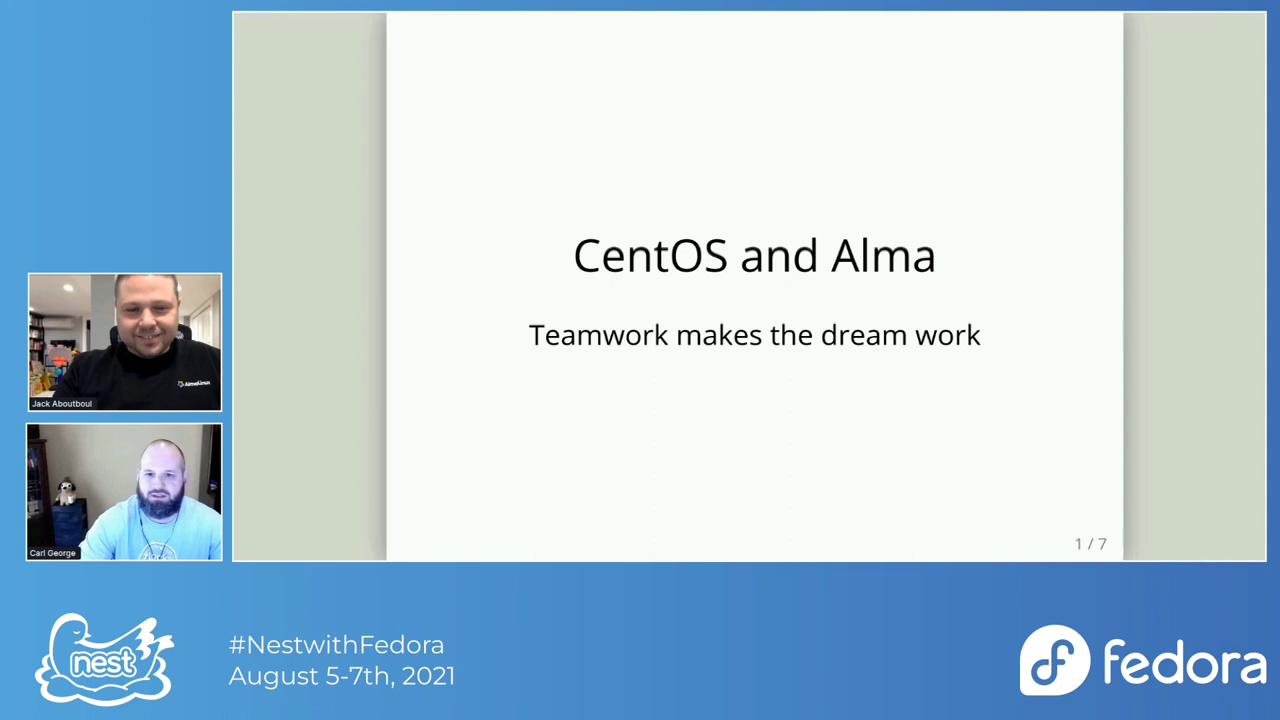 CentOS and Alma
Teamwork makes the dream work
1 / 7
AlmaLinux
Jack Aboutboul
Carl George
nest
#NestwithFedora
August 5-7th, 2021
fedora